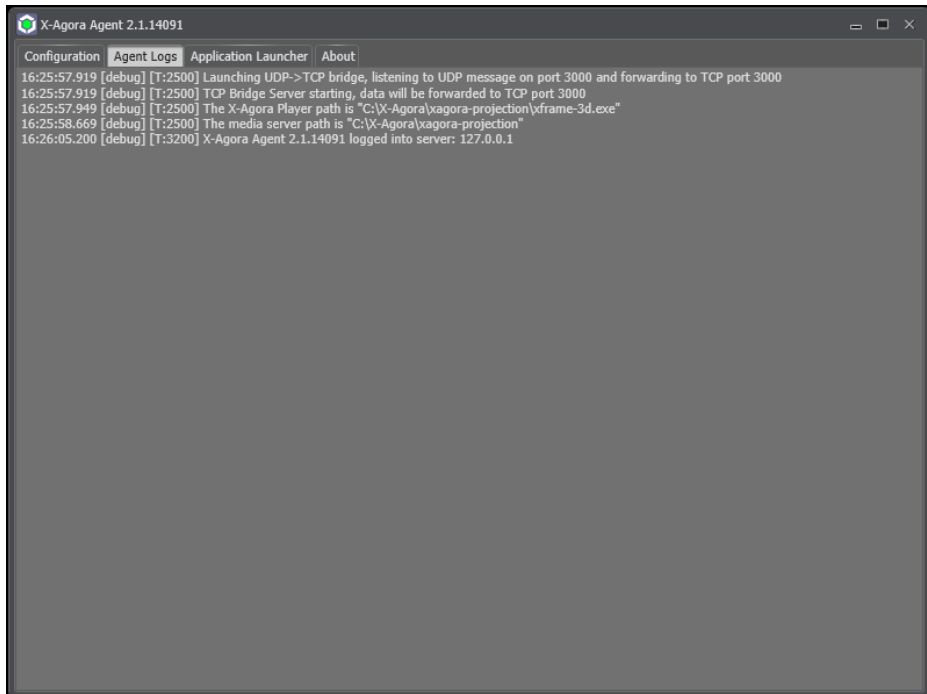 X-Agora Agent 2.1.14091
Configuration Agent Logs Application Launcher About
16:25:57.919 [debug] [T:2500] Launching UDP->TCP bridge, listening to UDP message on port 3000 and forwarding to TCP port 3000
16:25:57.919 [debug] [T:2500] TCP Bridge Server starting, data will be forwarded to TCP port 3000
16:25:57.949 [debug] [T:2500] The X-Agora Player path is "C:\X-Agora\xagora-projection\xframe-3d.exe"
16:25:58.669 [debug] [T:2500] The media server path is "C:\X-Agora\xagora-projection"
16:26:05.200 [debug] [T:3200] X-Agora Agent 2.1.14091 logged into server: 127.0.0.1